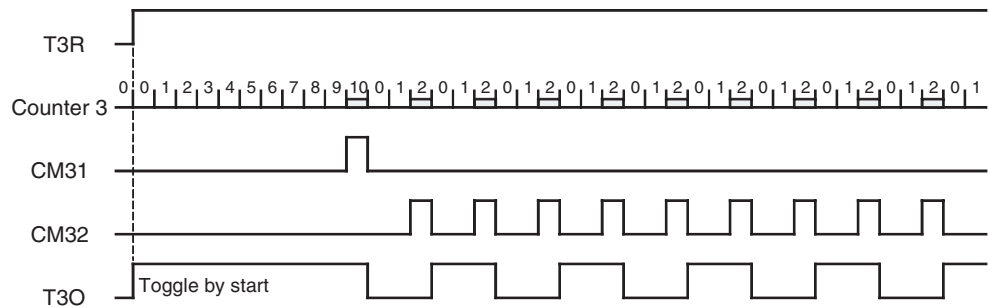 T3R
0 0 1 2 3 4 5 6 7 8 9 10 0 1 2 0 1 2 0 1 2 0 1 2 0 1 2 0 1 2 0 1 2 0 1 2 0 1 2 0 1
Counter 3
CM31
CM32
Toggle by start
T3O